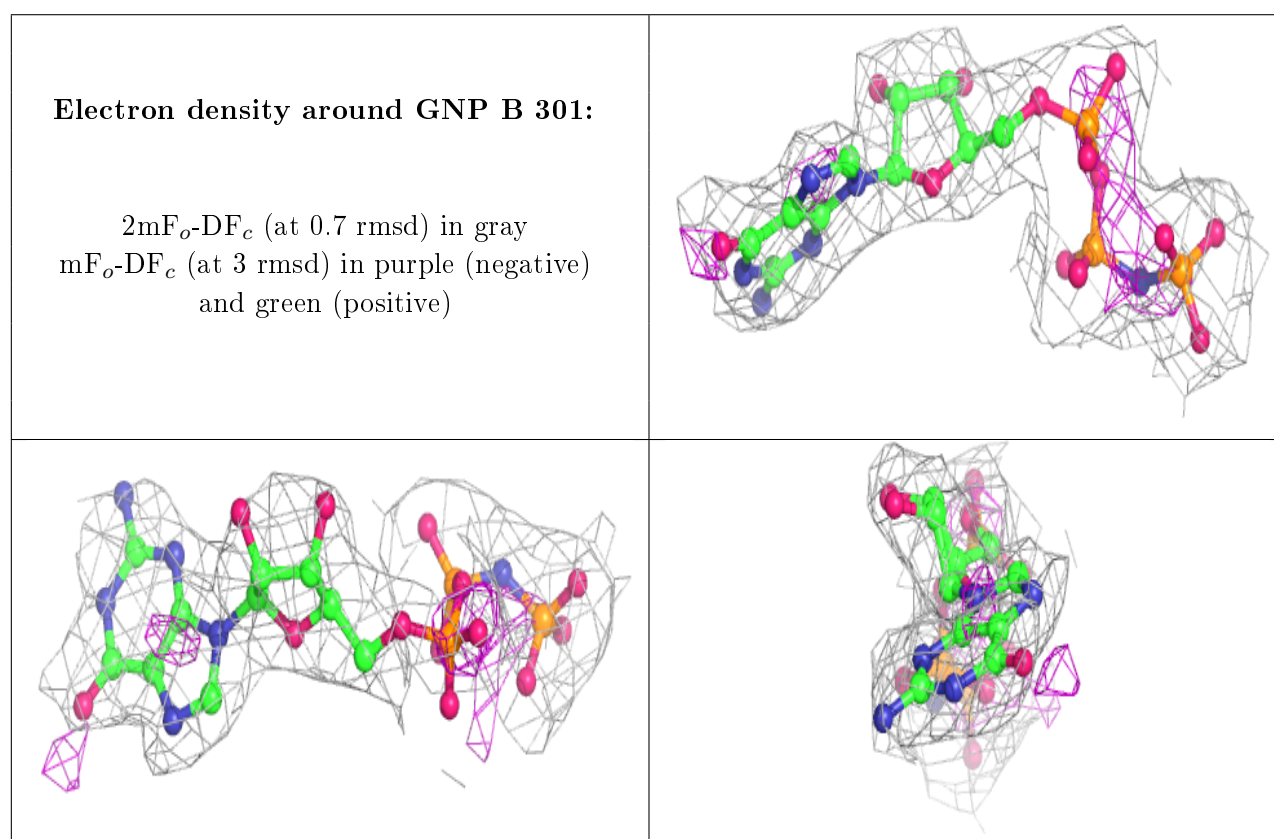 Electron density around GNP B 301:
2mFₒ-DF𝒸 (at 0.7 rmsd) in gray
mFₒ-DF𝒸 (at 3 rmsd) in purple (negative)
and green (positive)